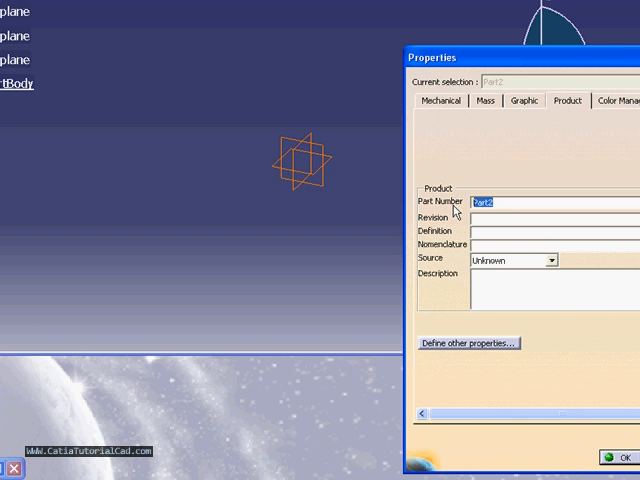 plane
plane
plane
rtBody
Properties
Current selection : Part2
Mechanical Mass Graphic Product Color Mana
Product
Part Number Part2
Revision
Definition
Nomenclature
Source Unknown
Description
Define other properties...
OK
WWW.CatiaTutorialCad.com